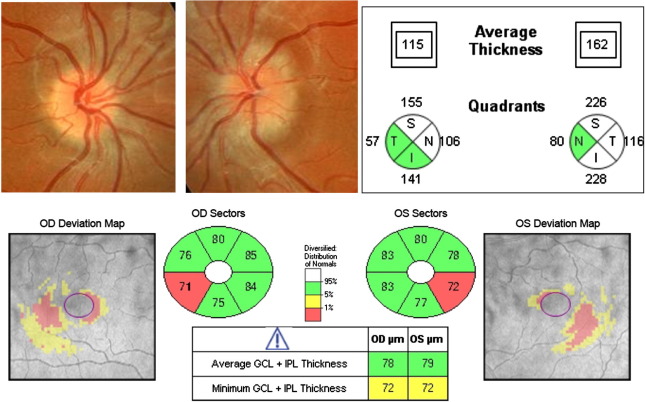 Average
Thickness
115
162
Quadrants
155
S
57 T N 106
I
141
226
S
80 N T 116
I
228
OD Deviation Map
OD Sectors
OS Sectors
OS Deviation Map
80
76 85
71 84
75
Diversified:
Distribution
of Normals
95%
5%
1%
80
83 78
83 72
77
OD µm OS µm
Average GCL + IPL Thickness 78 79
Minimum GCL + IPL Thickness 72 72